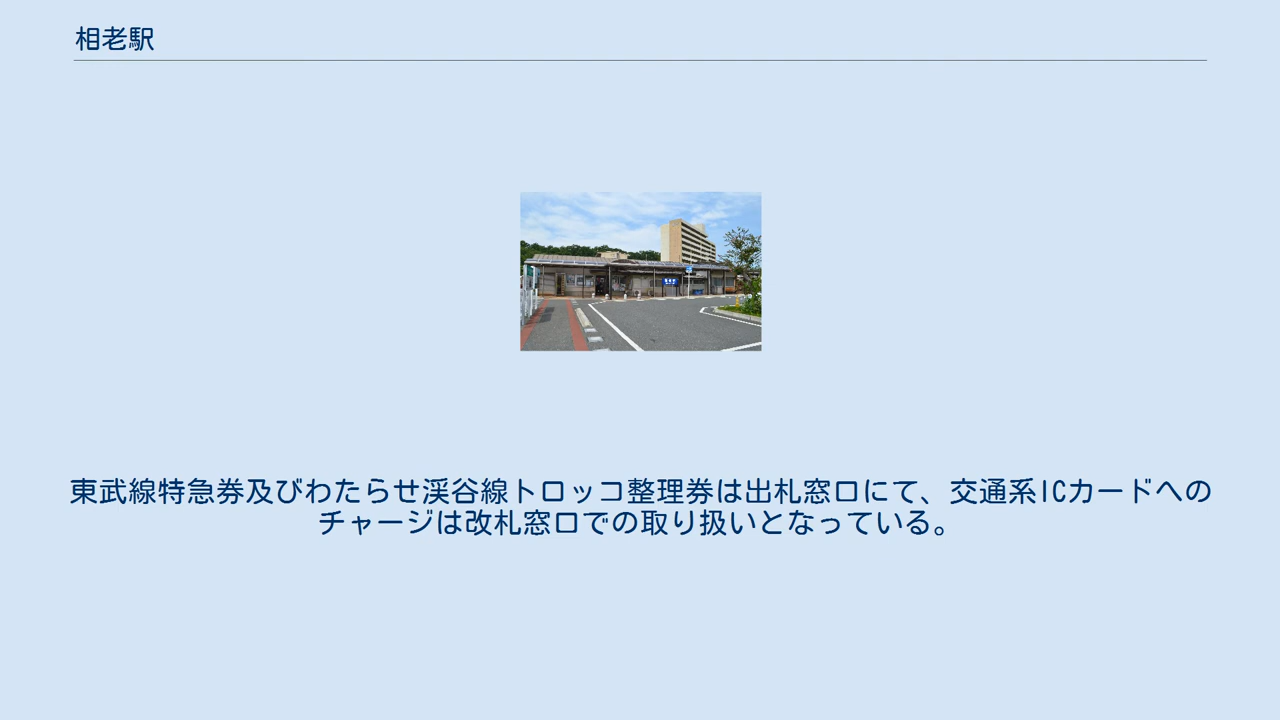 相老駅
東武線特急券及びわたらせ渓谷線トロッコ整理券は出札窓口にて、交通系ICカードへの
チャージは改札窓口での取り扱いとなっている。